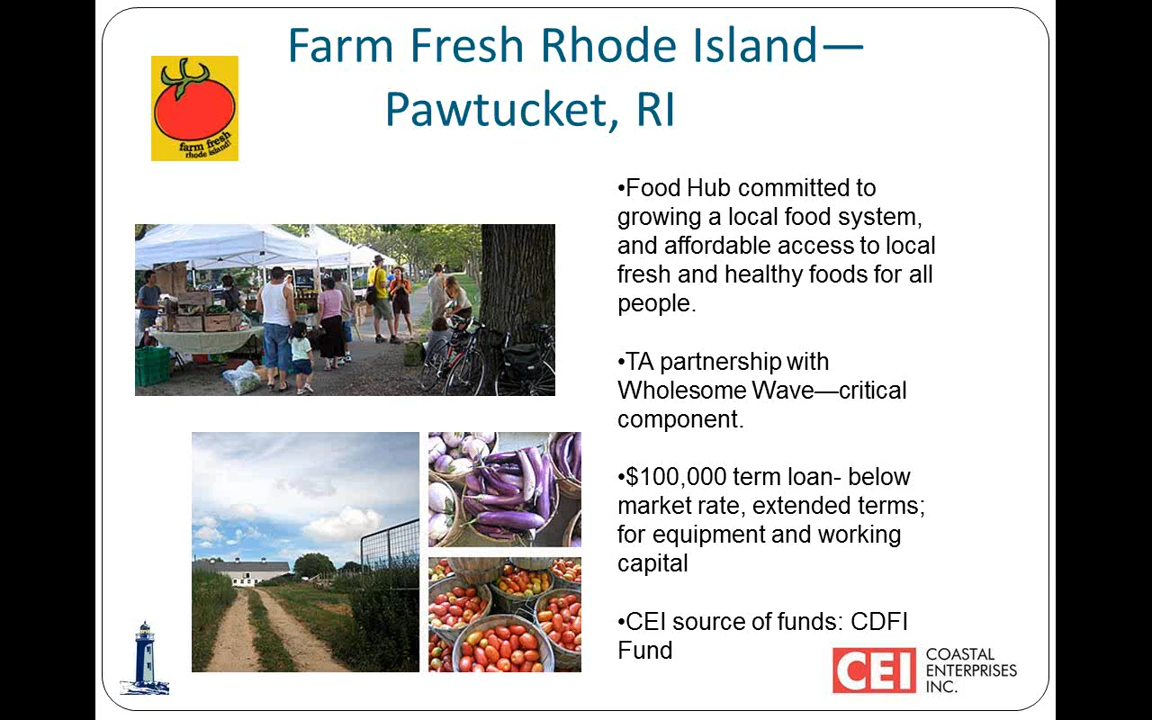 Farm Fresh Rhode Island—
Pawtucket, RI
farm fresh
rhode island!
•Food Hub committed to
growing a local food system,
and affordable access to local
fresh and healthy foods for all
people.
•TA partnership with
Wholesome Wave—critical
component.
•$100,000 term loan- below
market rate, extended terms;
for equipment and working
capital
•CEI source of funds: CDFI
Fund
CEI
COASTAL
ENTERPRISES
INC.